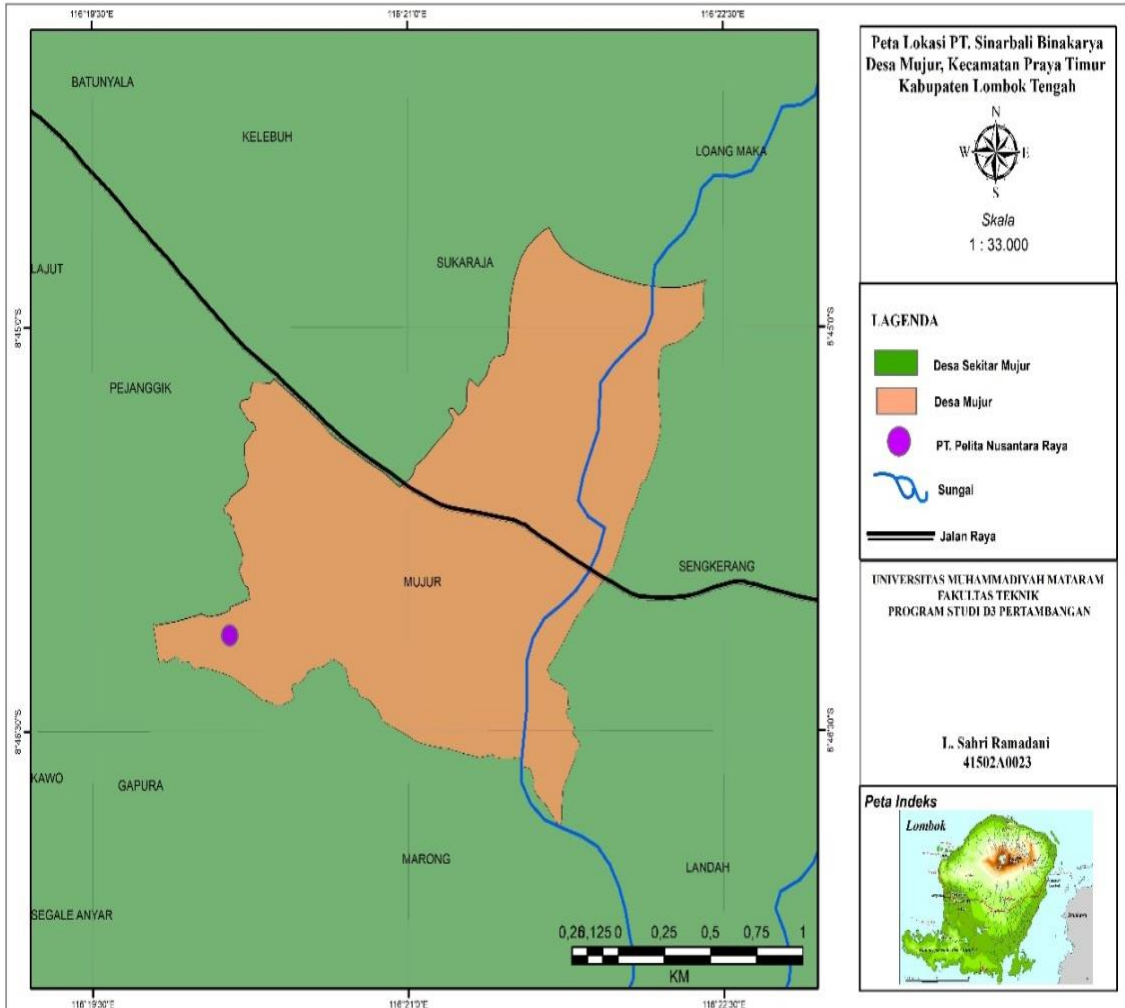 116°19'30"E
116°21'0"E
116°22'30"E
BATUNYALA
KELEBUH
LOANG MAKA
LAJUT
SUKARAJA
8°45'0"S
8°45'0"S
PEJANGGIK
SENGKERANG
MUJUR
8°46'30"S
8°46'30"S
KAWO
GAPURA
MARONG
LANDAH
SEGALE ANYAR
0,25
0,125
0
0,25
0,5
0,75
1
KM
116°19'30"E
116°21'0"E
116°22'30"E
Peta Lokasi PT. Sinarbali Binakarya
Desa Mujur, Kecamatan Praya Timur
Kabupaten Lombok Tengah
N
W
E
S
Skala
1 : 33.000
LAGENDA
Desa Sekitar Mujur
Desa Mujur
PT. Pelita Nusantara Raya
Sungai
Jalan Raya
UNIVERSITAS MUHAMMADIYAH MATARAM
FAKULTAS TEKNIK
PROGRAM STUDI D3 PERTAMBANGAN
L. Sahri Ramadani
41502A0023
Peta Indeks
Lombok